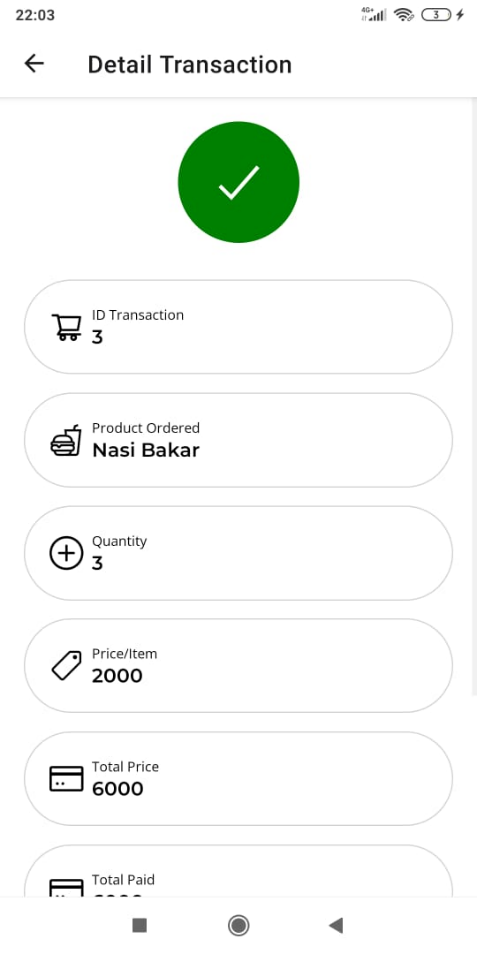 22:03
4G+
3
Detail Transaction
ID Transaction
3
Product Ordered
Nasi Bakar
Quantity
3
Price/Item
2000
Total Price
6000
Total Paid